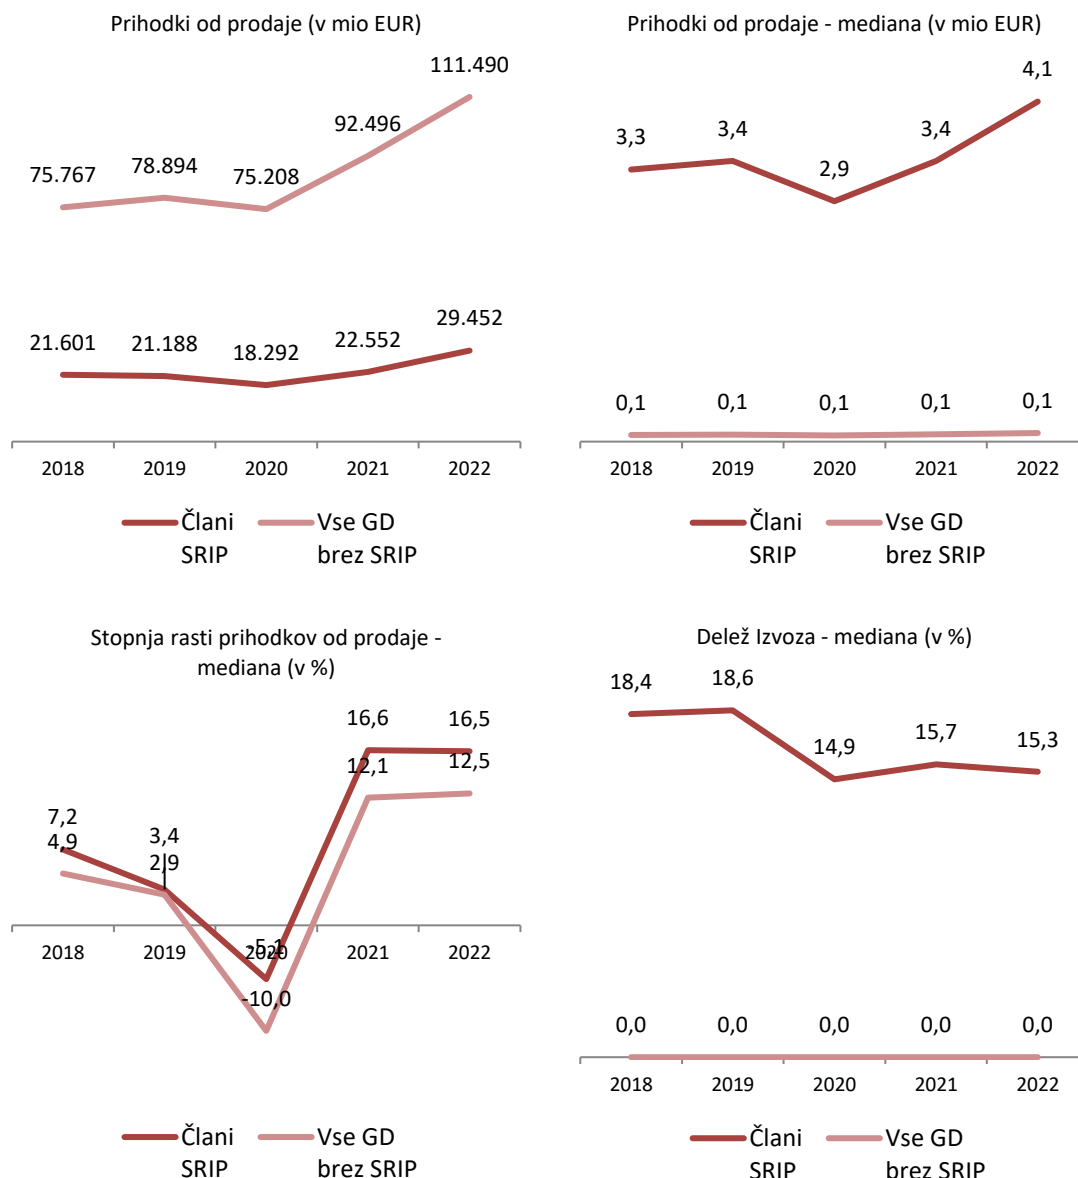 Prihodki od prodaje (v mio EUR)
111.490
92.496
75.767
78.894
75.208
29.452
21.601
21.188
18.292
22.552
2018 2019 2020 2021 2022
Člani
SRIP
Vse GD
brez SRIP
Prihodki od prodaje - mediana (v mio EUR)
4,1
3,3
3,4
2,9
3,4
0,1 0,1 0,1 0,1 0,1
2018 2019 2020 2021 2022
Člani
SRIP
Vse GD
brez SRIP
Stopnja rasti prihodkov od prodaje -
mediana (v %)
16,6 16,5
12,1 12,5
7,2
4,9
3,4
2,9
-5,1
-10,0
2018 2019 2020 2021 2022
Člani
SRIP
Vse GD
brez SRIP
Delež Izvoza - mediana (v %)
18,4 18,6
14,9 15,7 15,3
0,0 0,0 0,0 0,0 0,0
2018 2019 2020 2021 2022
Člani
SRIP
Vse GD
brez SRIP